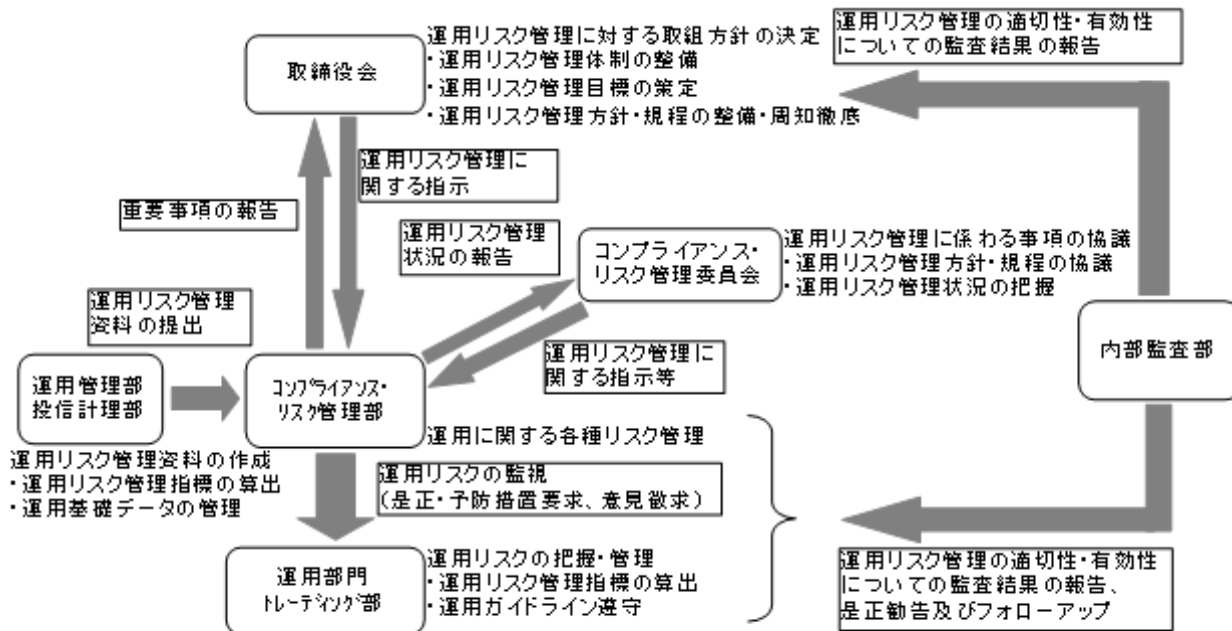 取締役会
運用リスク管理に対する取組方針の決定
・運用リスク管理体制の整備
・運用リスク管理目標の策定
・運用リスク管理方針・規程の整備・周知徹底
運用リスク管理の適切性・有効性
についての監査結果の報告
運用リスク管理に
関する指示
重要事項の報告
運用リスク管理
状況の報告
コンプライアンス・
リスク管理委員会
運用リスク管理に係わる事項の協議
・運用リスク管理方針・規程の協議
・運用リスク管理状況の把握
運用リスク管理
資料の提出
運用リスク管理に
関する指示等
内部監査部
運用管理部
投信計理部
コンプライアンス・
リスク管理部
運用リスク管理資料の作成
・運用リスク管理指標の算出
・運用基礎データの管理
運用に関する各種リスク管理
運用リスクの監視
(是正・予防措置要求、意見徴求)
運用部門
トレーディング部
運用リスクの把握・管理
・運用リスク管理指標の算出
・運用ガイドライン遵守
運用リスク管理の適切性・有効性
についての監査結果の報告、
是正勧告及びフォローアップ